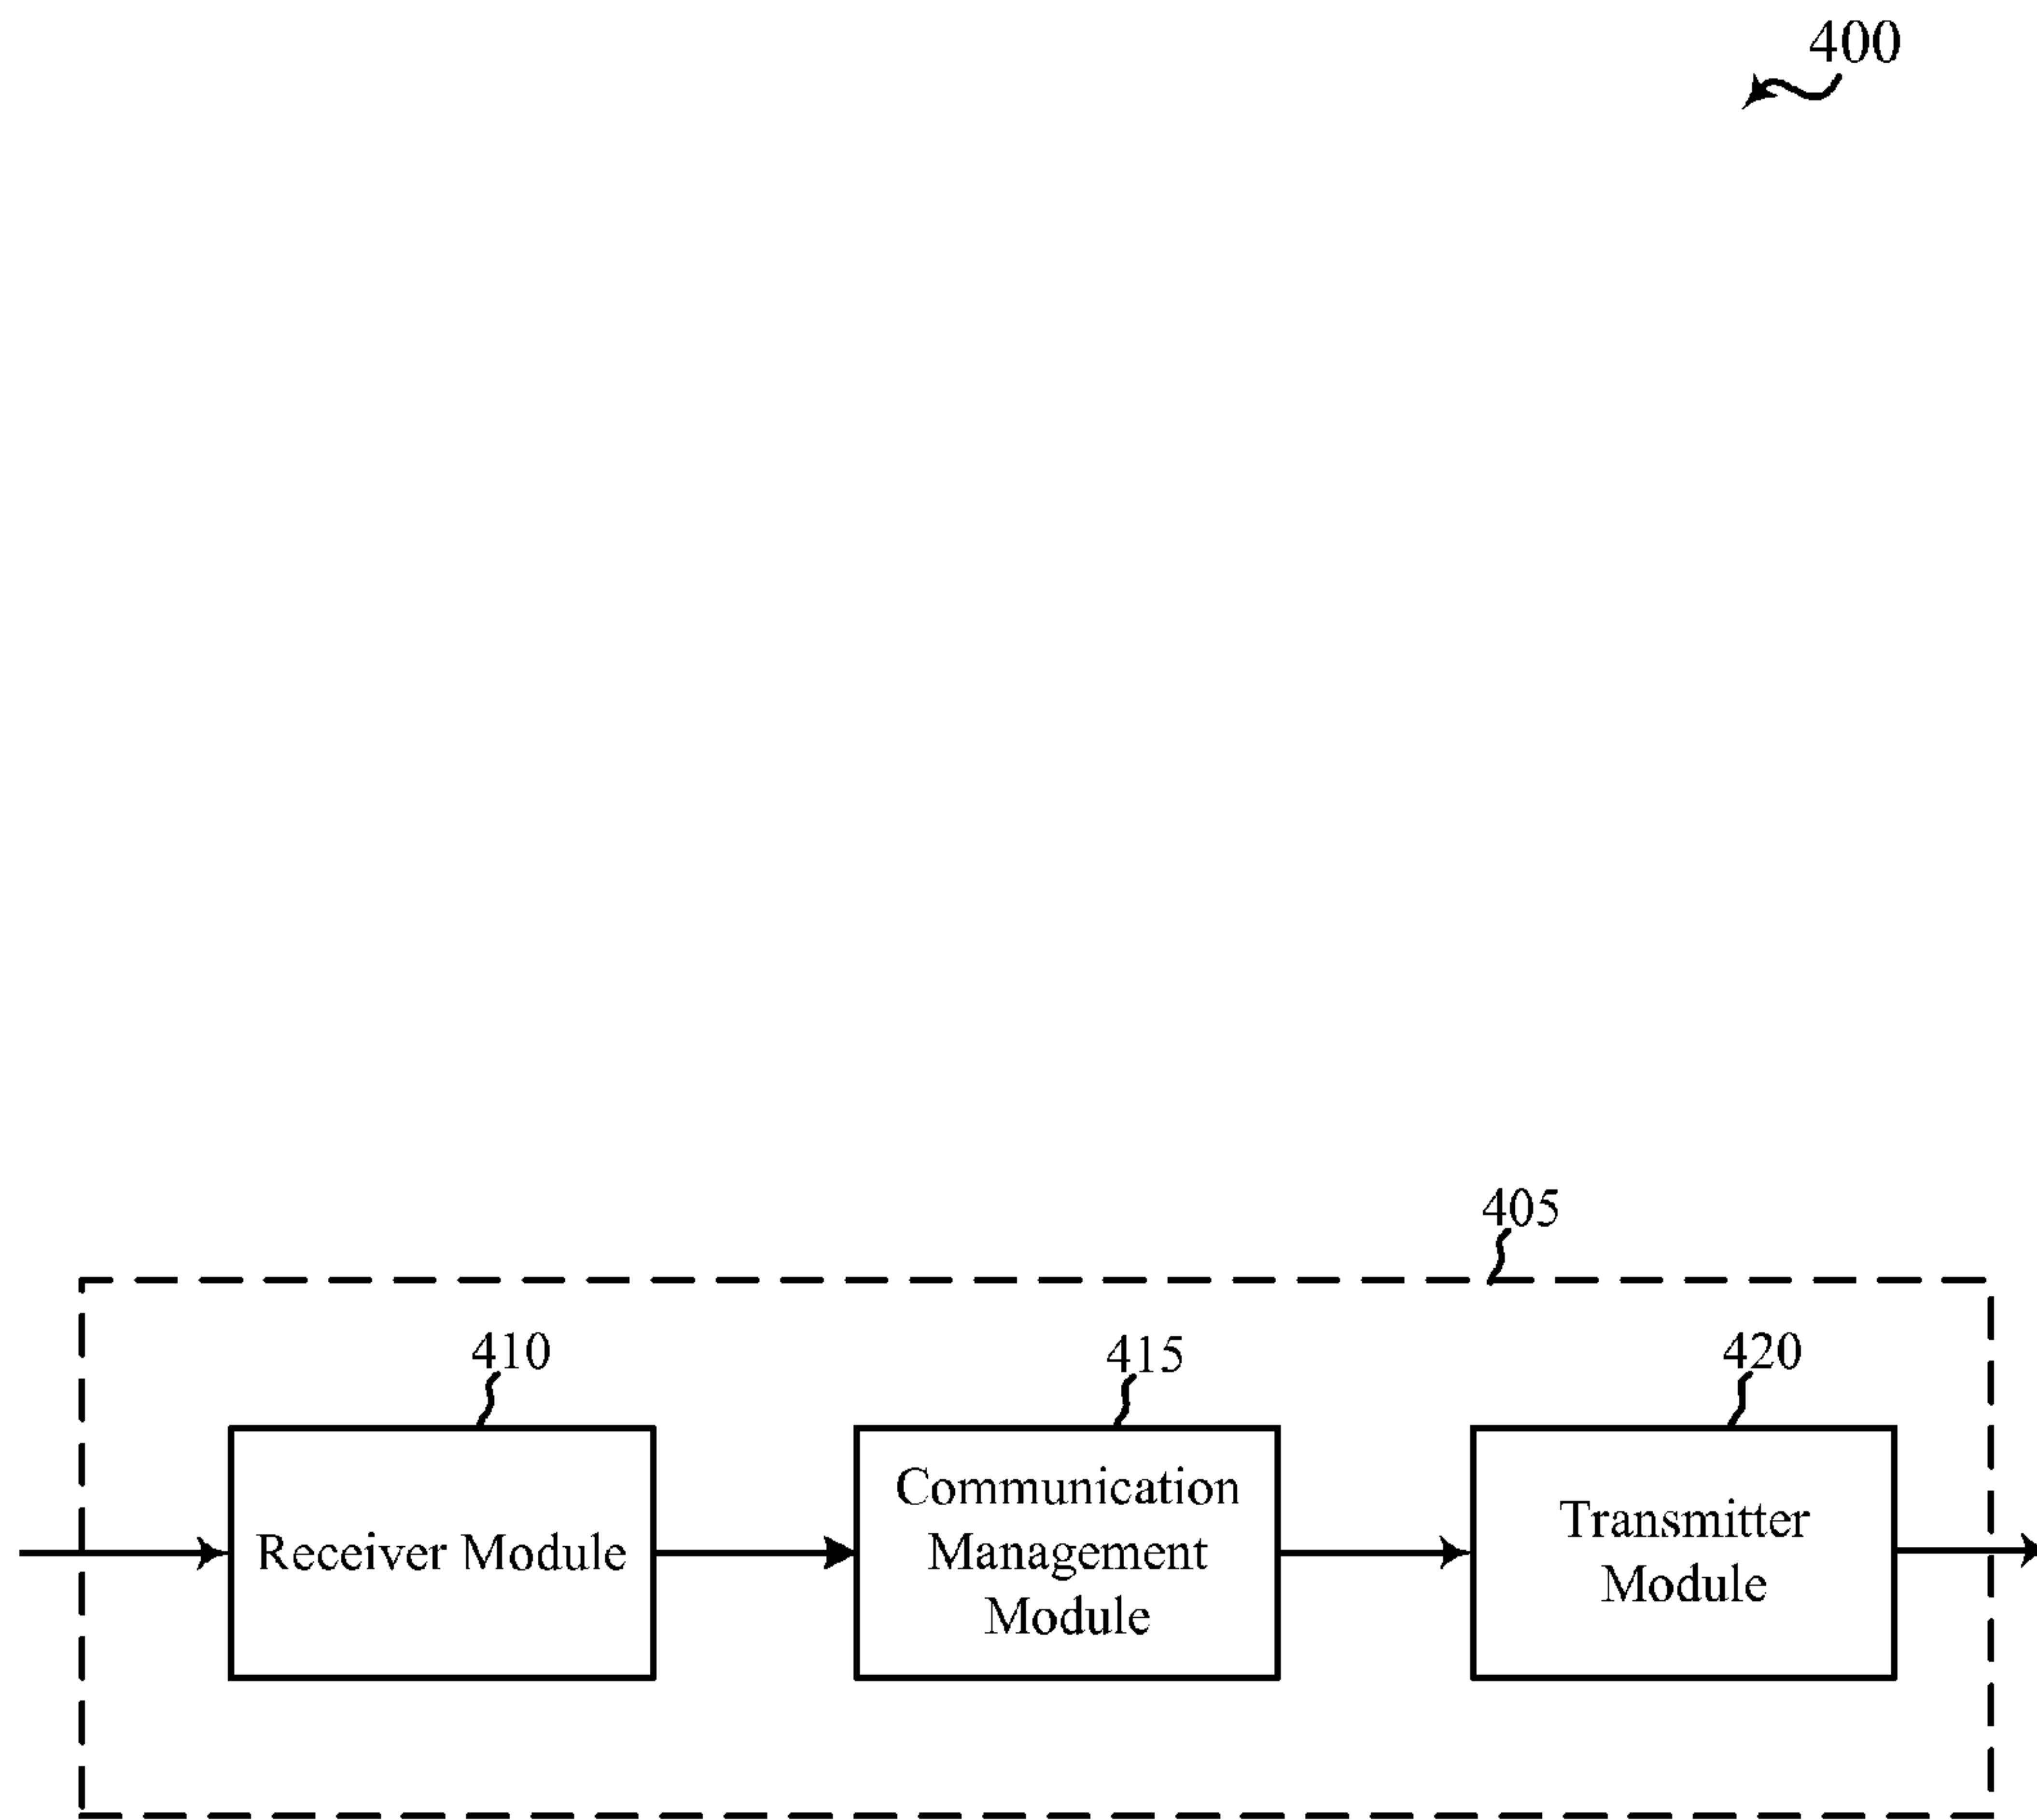 400
405
410
415
420
Receiver Module
Communication
Management
Module
Transmitter
Module